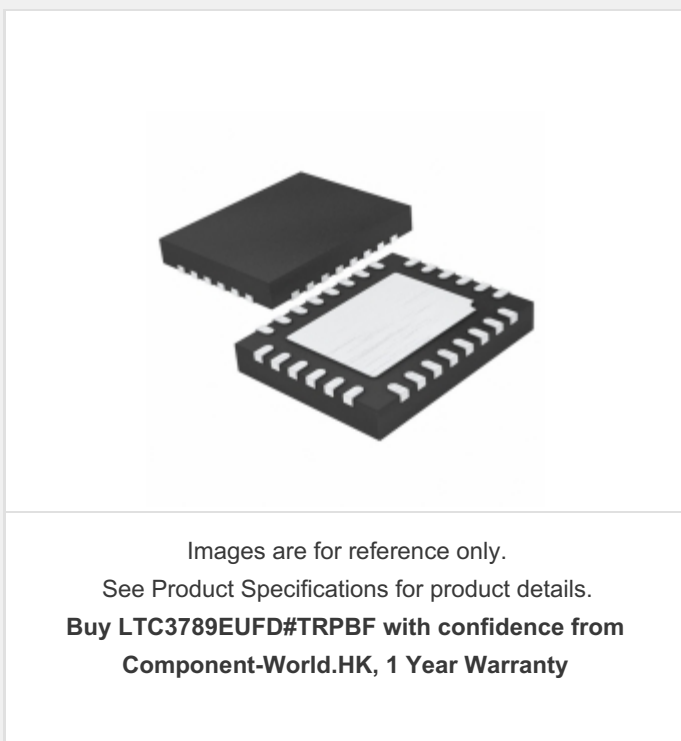 Images are for reference only.
See Product Specifications for product details.
Buy LTC3789EUFD#TRPBF with confidence from
Component-World.HK, 1 Year Warranty